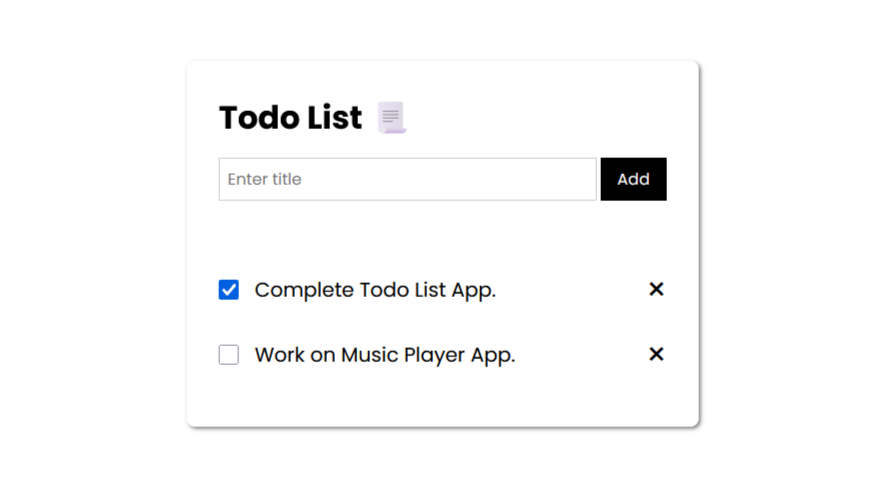 Todo List
Enter title
Add
Complete Todo List App.
Work on Music Player App.